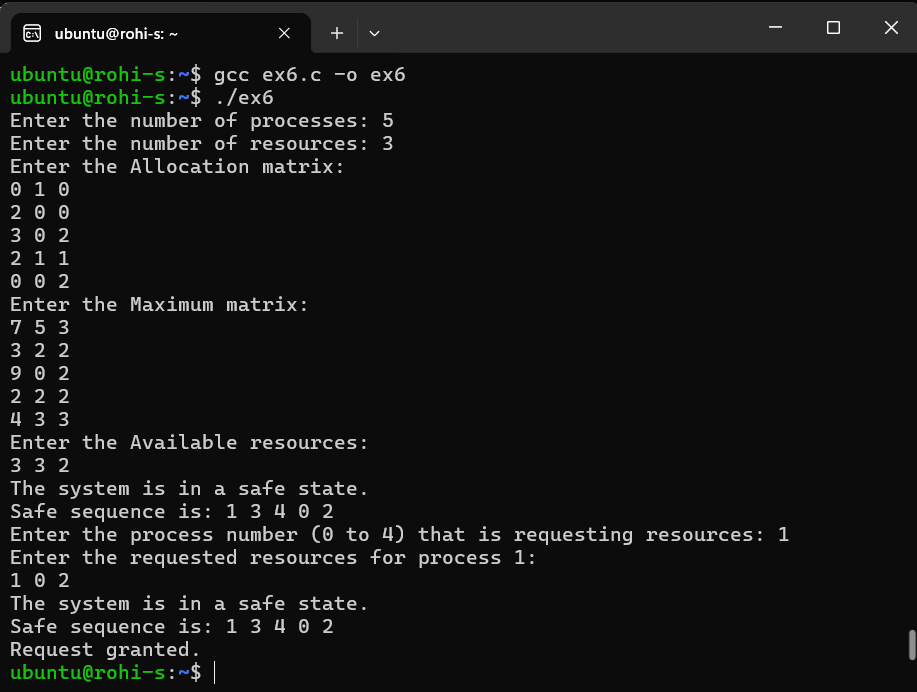 ubuntu@rohi-s: ~
ubuntu@rohi-s:~$ gcc ex6.c -o ex6
ubuntu@rohi-s:~$ ./ex6
Enter the number of processes: 5
Enter the number of resources: 3
Enter the Allocation matrix:
0 1 0
2 0 0
3 0 2
2 1 1
0 0 2
Enter the Maximum matrix:
7 5 3
3 2 2
9 0 2
2 2 2
4 3 3
Enter the Available resources:
3 3 2
The system is in a safe state.
Safe sequence is: 1 3 4 0 2
Enter the process number (0 to 4) that is requesting resources: 1
Enter the requested resources for process 1:
1 0 2
The system is in a safe state.
Safe sequence is: 1 3 4 0 2
Request granted.
ubuntu@rohi-s:~$